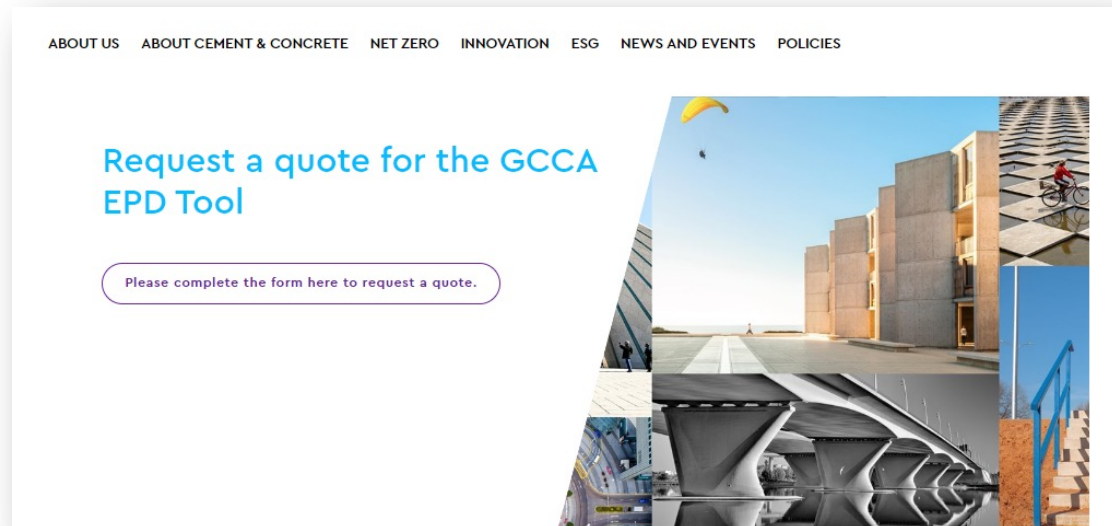 ABOUT US ABOUT CEMENT & CONCRETE NET ZERO INNOVATION ESG NEWS AND EVENTS POLICIES
Request a quote for the GCCA
EPD Tool
Please complete the form here to request a quote.